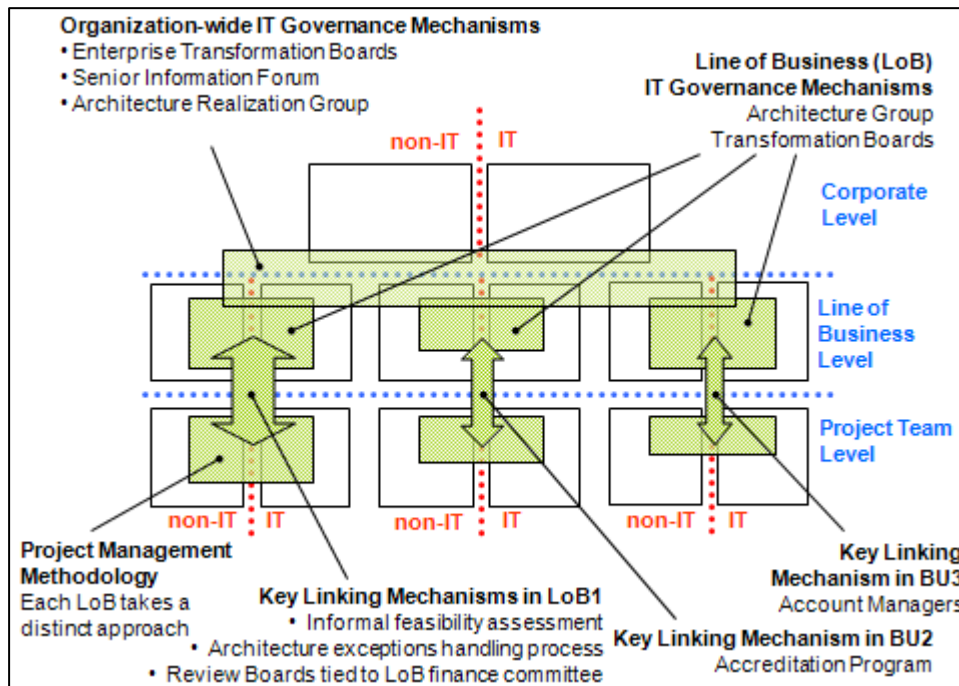 Organization-wide IT Governance Mechanisms
• Enterprise Transformation Boards
• Senior Information Forum
• Architecture Realization Group
Line of Business (LoB)
IT Governance Mechanisms
Architecture Group
Transformation Boards
non-IT IT
Corporate
Level
Line of
Business
Level
Project Team
Level
non-IT IT
non-IT IT
non-IT IT
Project Management
Methodology
Each LoB takes a
distinct approach
Key Linking Mechanisms in LoB1
• Informal feasibility assessment
• Architecture exceptions handling process
• Review Boards tied to LoB finance committee
Key Linking Mechanism in BU2
Accreditation Program
Key Linking
Mechanism in BU3
Account Managers